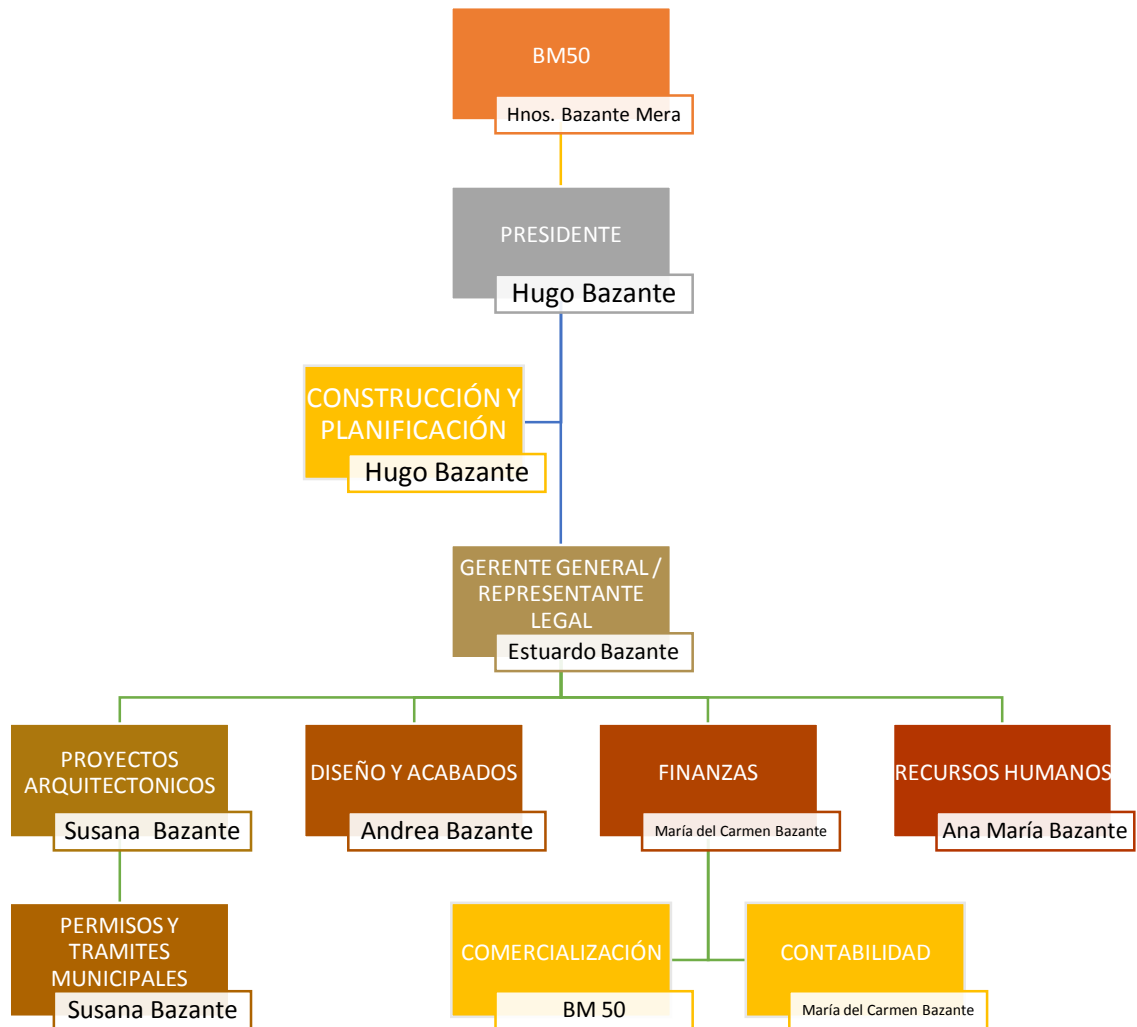 BM50
Hnos. Bazante Mera
PRESIDENTE
Hugo Bazante
CONSTRUCCIÓN Y
PLANIFICACIÓN
Hugo Bazante
GERENTE GENERAL /
REPRESENTANTE
LEGAL
Estuardo Bazante
PROYECTOS
ARQUITECTONICOS
Susana Bazante
DISEÑO Y ACABADOS
Andrea Bazante
FINANZAS
María del Carmen Bazante
RECURSOS HUMANOS
Ana María Bazante
PERMISOS Y
TRAMITES
MUNICIPALES
Susana Bazante
COMERCIALIZACIÓN
BM 50
CONTABILIDAD
María del Carmen Bazante